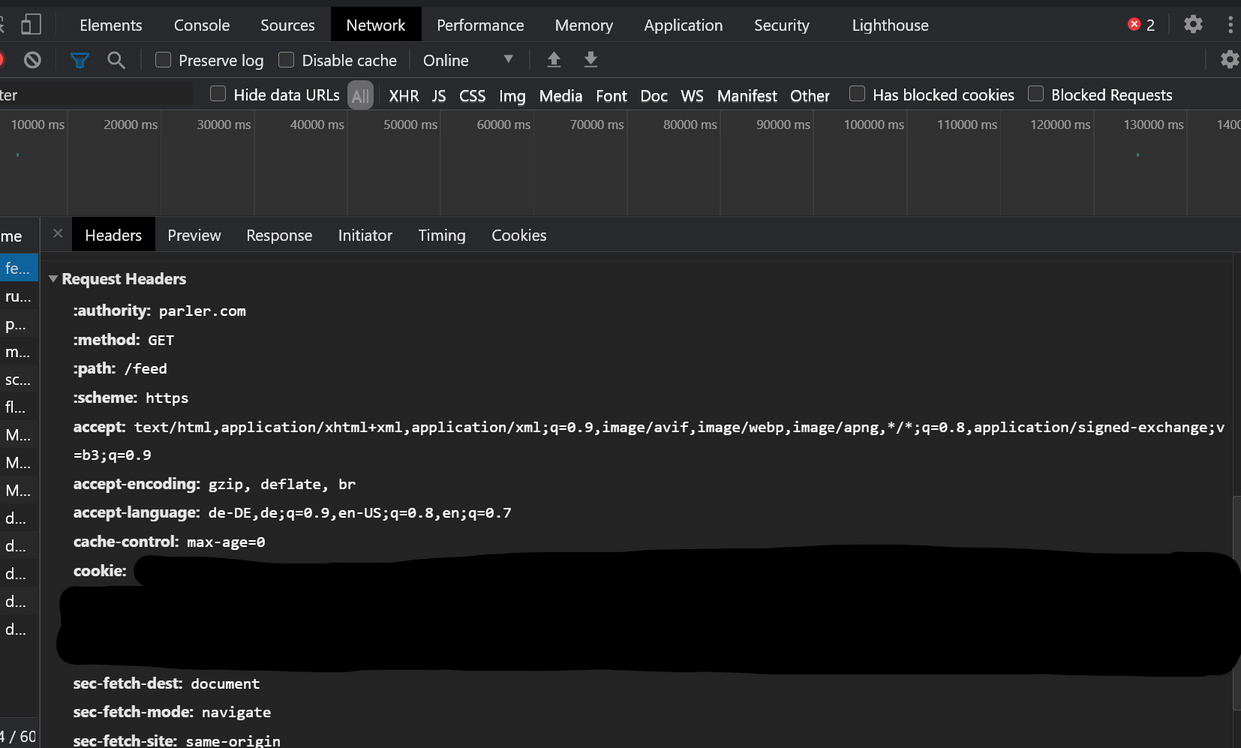 Elements Console Sources Network Performance Memory Application Security Lighthouse 2
Preserve log Disable cache Online
ter Hide data URLs All XHR JS CSS Img Media Font Doc WS Manifest Other Has blocked cookies Blocked Requests
10000 ms 20000 ms 30000 ms 40000 ms 50000 ms 60000 ms 70000 ms 80000 ms 90000 ms 100000 ms 110000 ms 120000 ms 130000 ms 1400
me × Headers Preview Response Initiator Timing Cookies
fe...
ru...
p...
m...
sc...
fl...
M...
M...
M...
d...
d...
d...
d...
d...
4 / 60
Request Headers
:authority: parler.com
:method: GET
:path: /feed
:scheme: https
accept: text/html,application/xhtml+xml,application/xml;q=0.9,image/avif,image/webp,image/apng,*/*;q=0.8,application/signed-exchange;v
=b3;q=0.9
accept-encoding: gzip, deflate, br
accept-language: de-DE,de;q=0.9,en-US;q=0.8,en;q=0.7
cache-control: max-age=0
cookie:
sec-fetch-dest: document
sec-fetch-mode: navigate
sec-fetch-site: same-origin